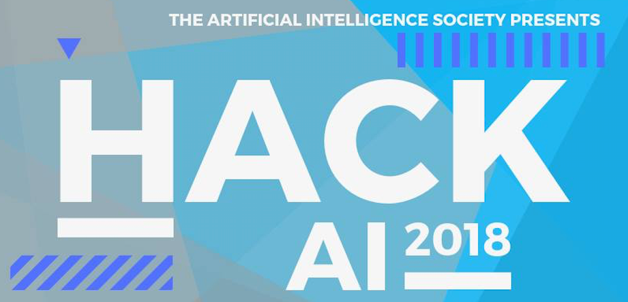 THE ARTIFICIAL INTELLIGENCE SOCIETY PRESENTS
HACK
AI 2018